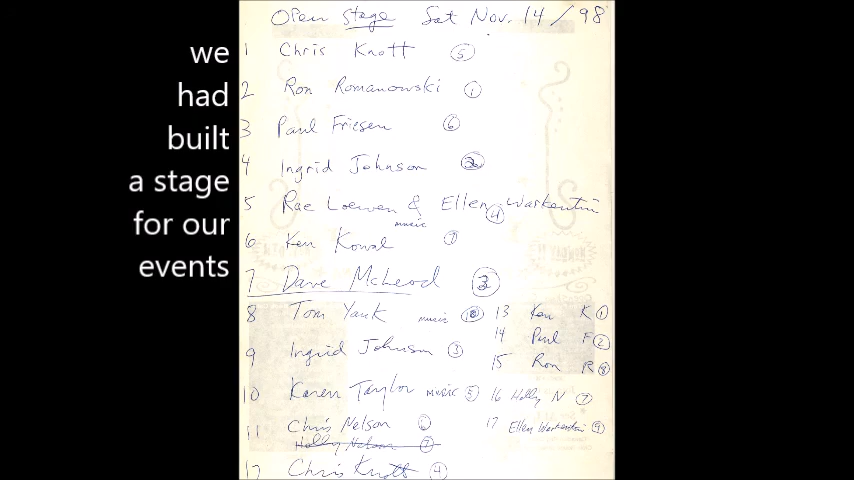 we
had
built
a stage
for our
events
Open Stage Sat Nov. 14/98
1 Chris Knott 5
2 Ron Romanowski 1
3 Paul Friesen 6
4 Ingrid Johnson 2
5 Rae Loewen & Ellen Warkentin 4
music
6 Ken Kowal 7
7 Dave McLeod 3
8 Tom Yauk music 10
9 Ingrid Johnson 3
10 Karen Taylor music 5
11 Chris Nelson 6
Holly Nelson 7
12 Chris Knott 4
13 Ken K 1
14 Paul F 2
15 Ron R 8
16 Holly N 7
17 Ellen Warkentin 9